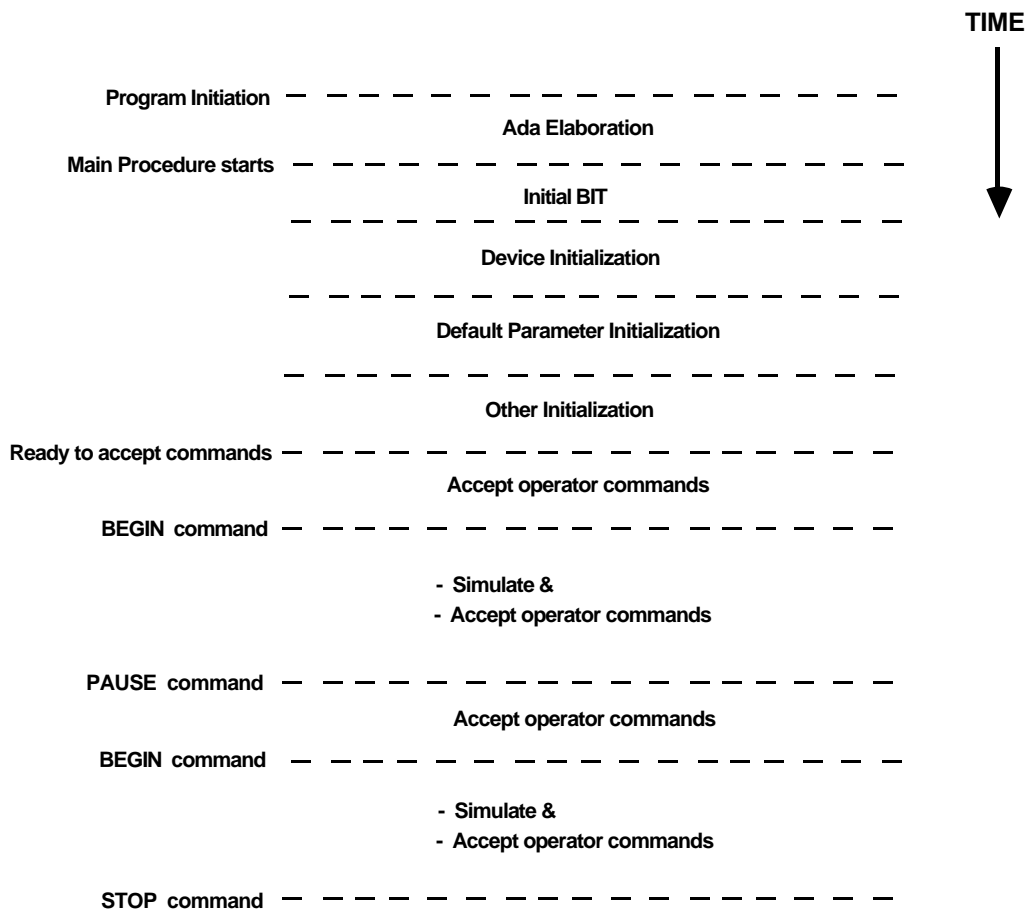 TIME
Program Initiation
Ada Elaboration
Main Procedure starts
Initial BIT
Device Initialization
Default Parameter Initialization
Other Initialization
Ready to accept commands
Accept operator commands
BEGIN command
- Simulate &
- Accept operator commands
PAUSE command
Accept operator commands
BEGIN command
- Simulate &
- Accept operator commands
STOP command